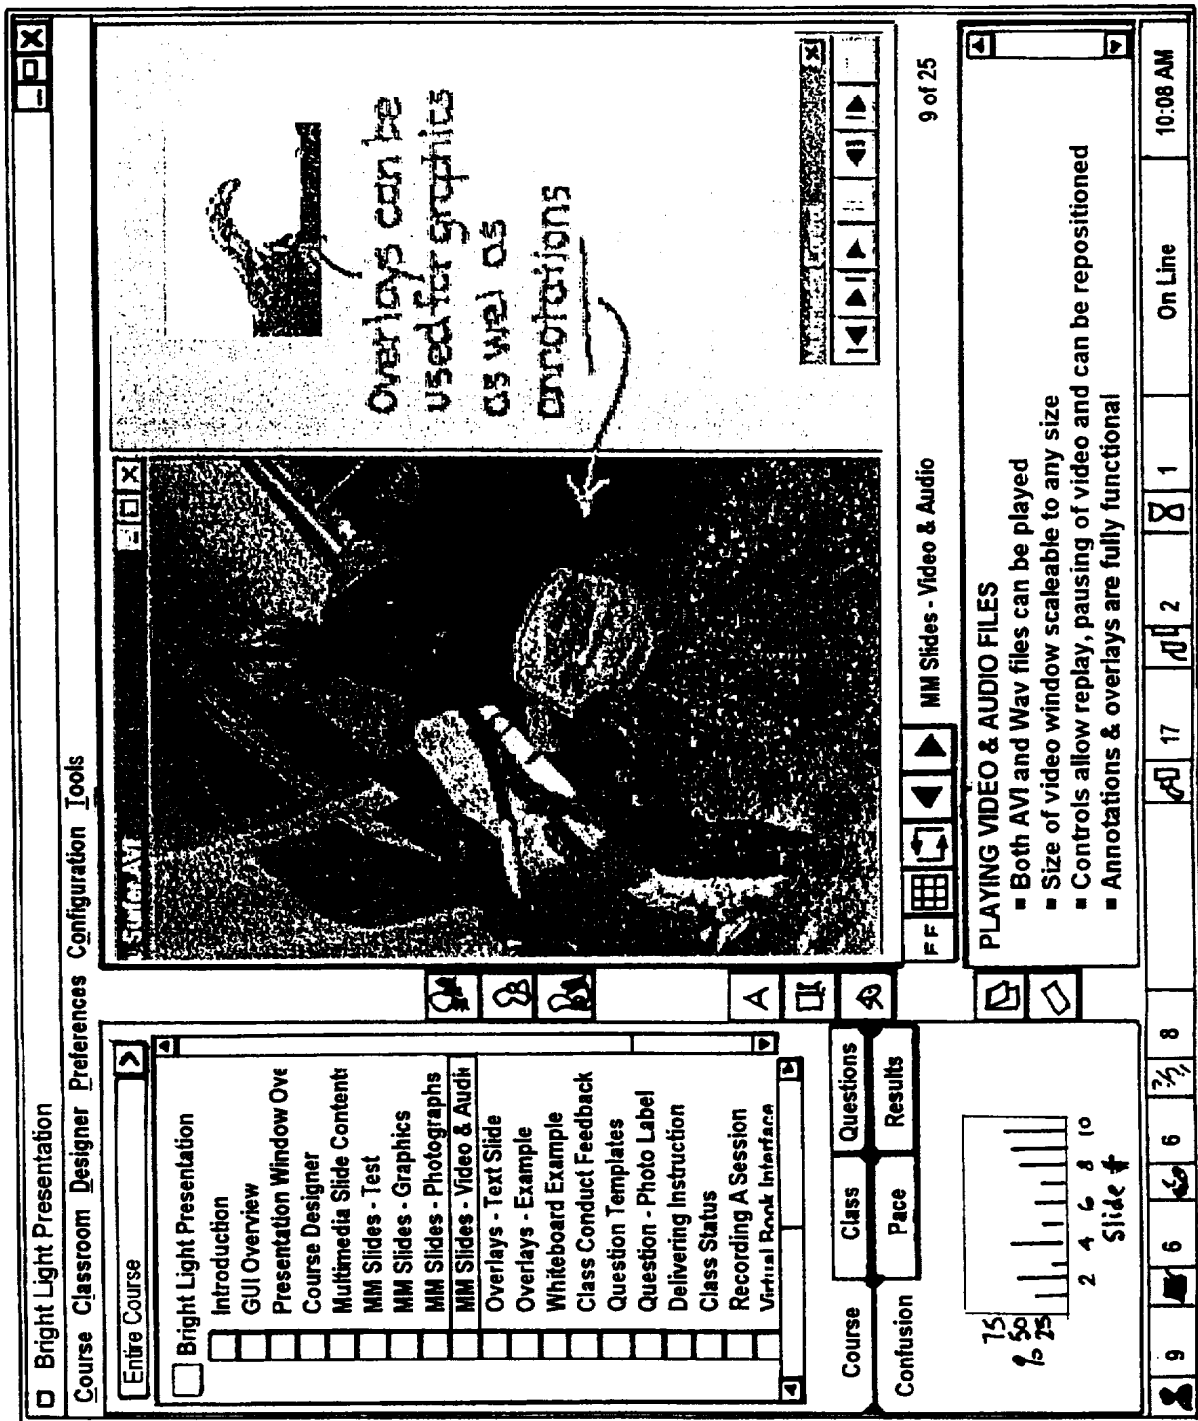 Bright Light Presentation
Course Classroom Designer Preferences Configuration Tools
Entire Course
Bright Light Presentation
Introduction
GUI Overview
Presentation Window Ove
Course Designer
Multimedia Slide Content
MM Slides - Test
MM Slides - Graphics
MM Slides - Photographs
MM Slides - Video & Audi
Overlays - Text Slide
Overlays - Example
Whiteboard Example
Class Conduct Feedback
Question Templates
Question - Photo Label
Delivering Instruction
Class Status
Recording A Session
Virtual Rank Interface
Course Class Questions
Confusion Pace Results
75
50
% 25
2 4 6 8 10
Slide #
A
Surfer.AVI
Overlays can be
used for graphics
as wel as
annotations
FF
MM Slides - Video & Audio
9 of 25
PLAYING VIDEO & AUDIO FILES
▪ Both AVI and Wav files can be played
▪ Size of video window scaleable to any size
▪ Controls allow replay, pausing of video and can be repositioned
▪ Annotations & overlays are fully functional
9 6 6 8 17 2 1 On Line 10:08 AM